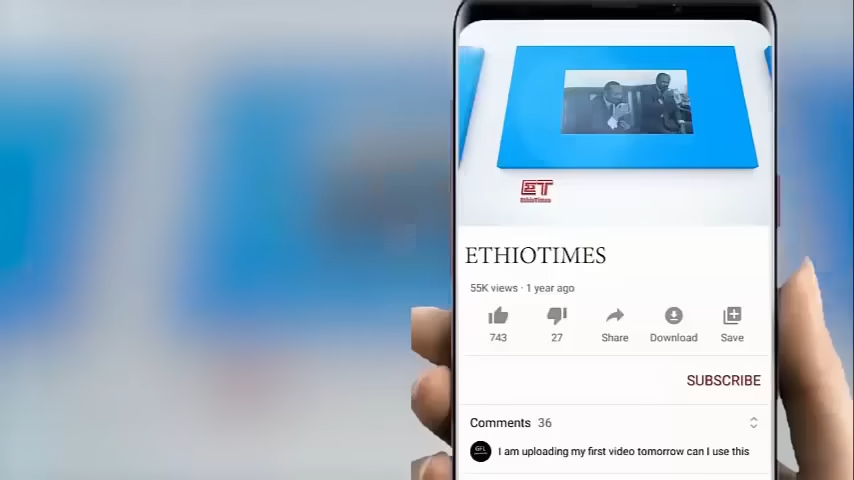 ET
EthioTimes
ETHIOTIMES
55K views · 1 year ago
743 27 Share Download Save
SUBSCRIBE
Comments 36
GFL
I am uploading my first video tomorrow can I use this